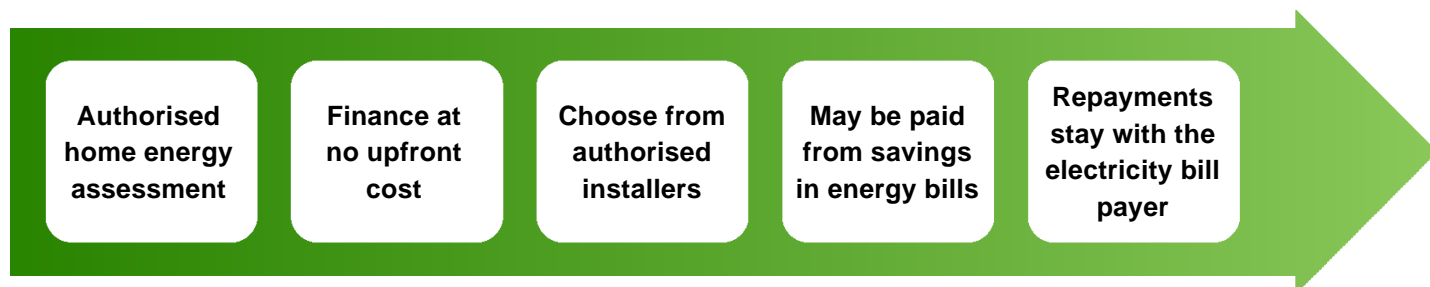 Authorised
home energy
assessment
Finance at
no upfront
cost
Choose from
authorised
installers
May be paid
from savings
in energy bills
Repayments
stay with the
electricity bill
payer